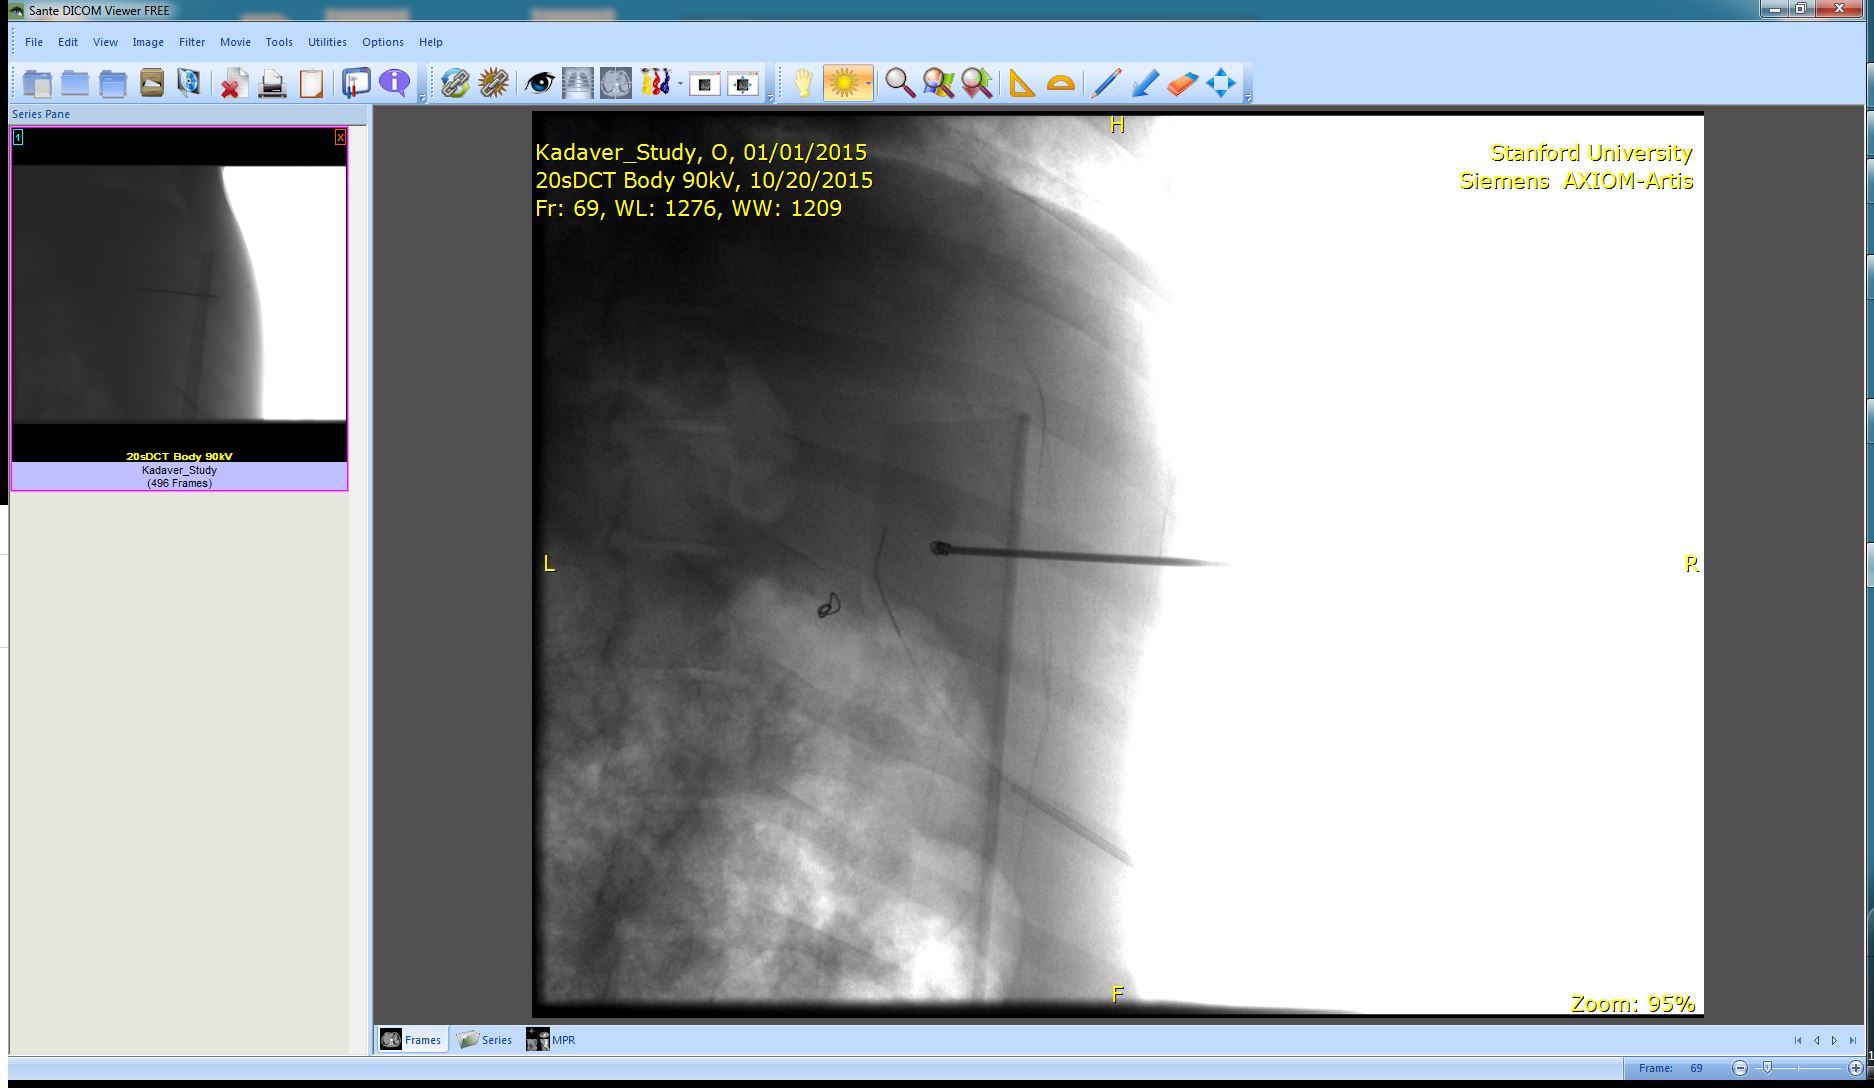 Sante DICOM Viewer FREE
File Edit View Image Filter Movie Tools Utilities Options Help
Series Pane
1 X
20sDCT Body 90kV
Kadaver_Study
(496 Frames)
H
Kadaver_Study, O, 01/01/2015
20sDCT Body 90kV, 10/20/2015
Fr: 69, WL: 1276, WW: 1209
Stanford University
Siemens AXIOM-Artis
L
R
F
Zoom: 95%
Frames Series MPR
Frame: 69